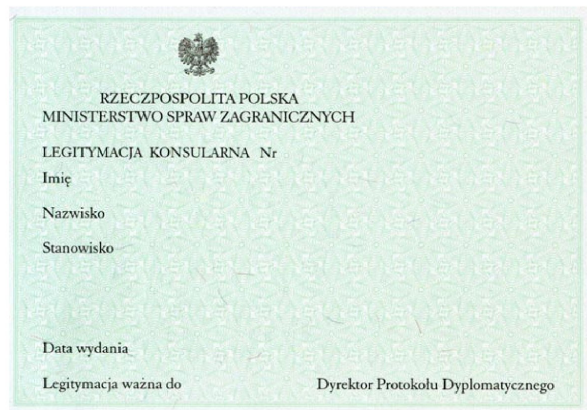 RZECZPOSPOLITA POLSKA
MINISTERSTWO SPRAW ZAGRANICZNYCH
LEGITYMACJA KONSULARNA Nr
Imię
Nazwisko
Stanowisko
Data wydania
Legitymacja ważna do Dyrektor Protokołu Dyplomatycznego